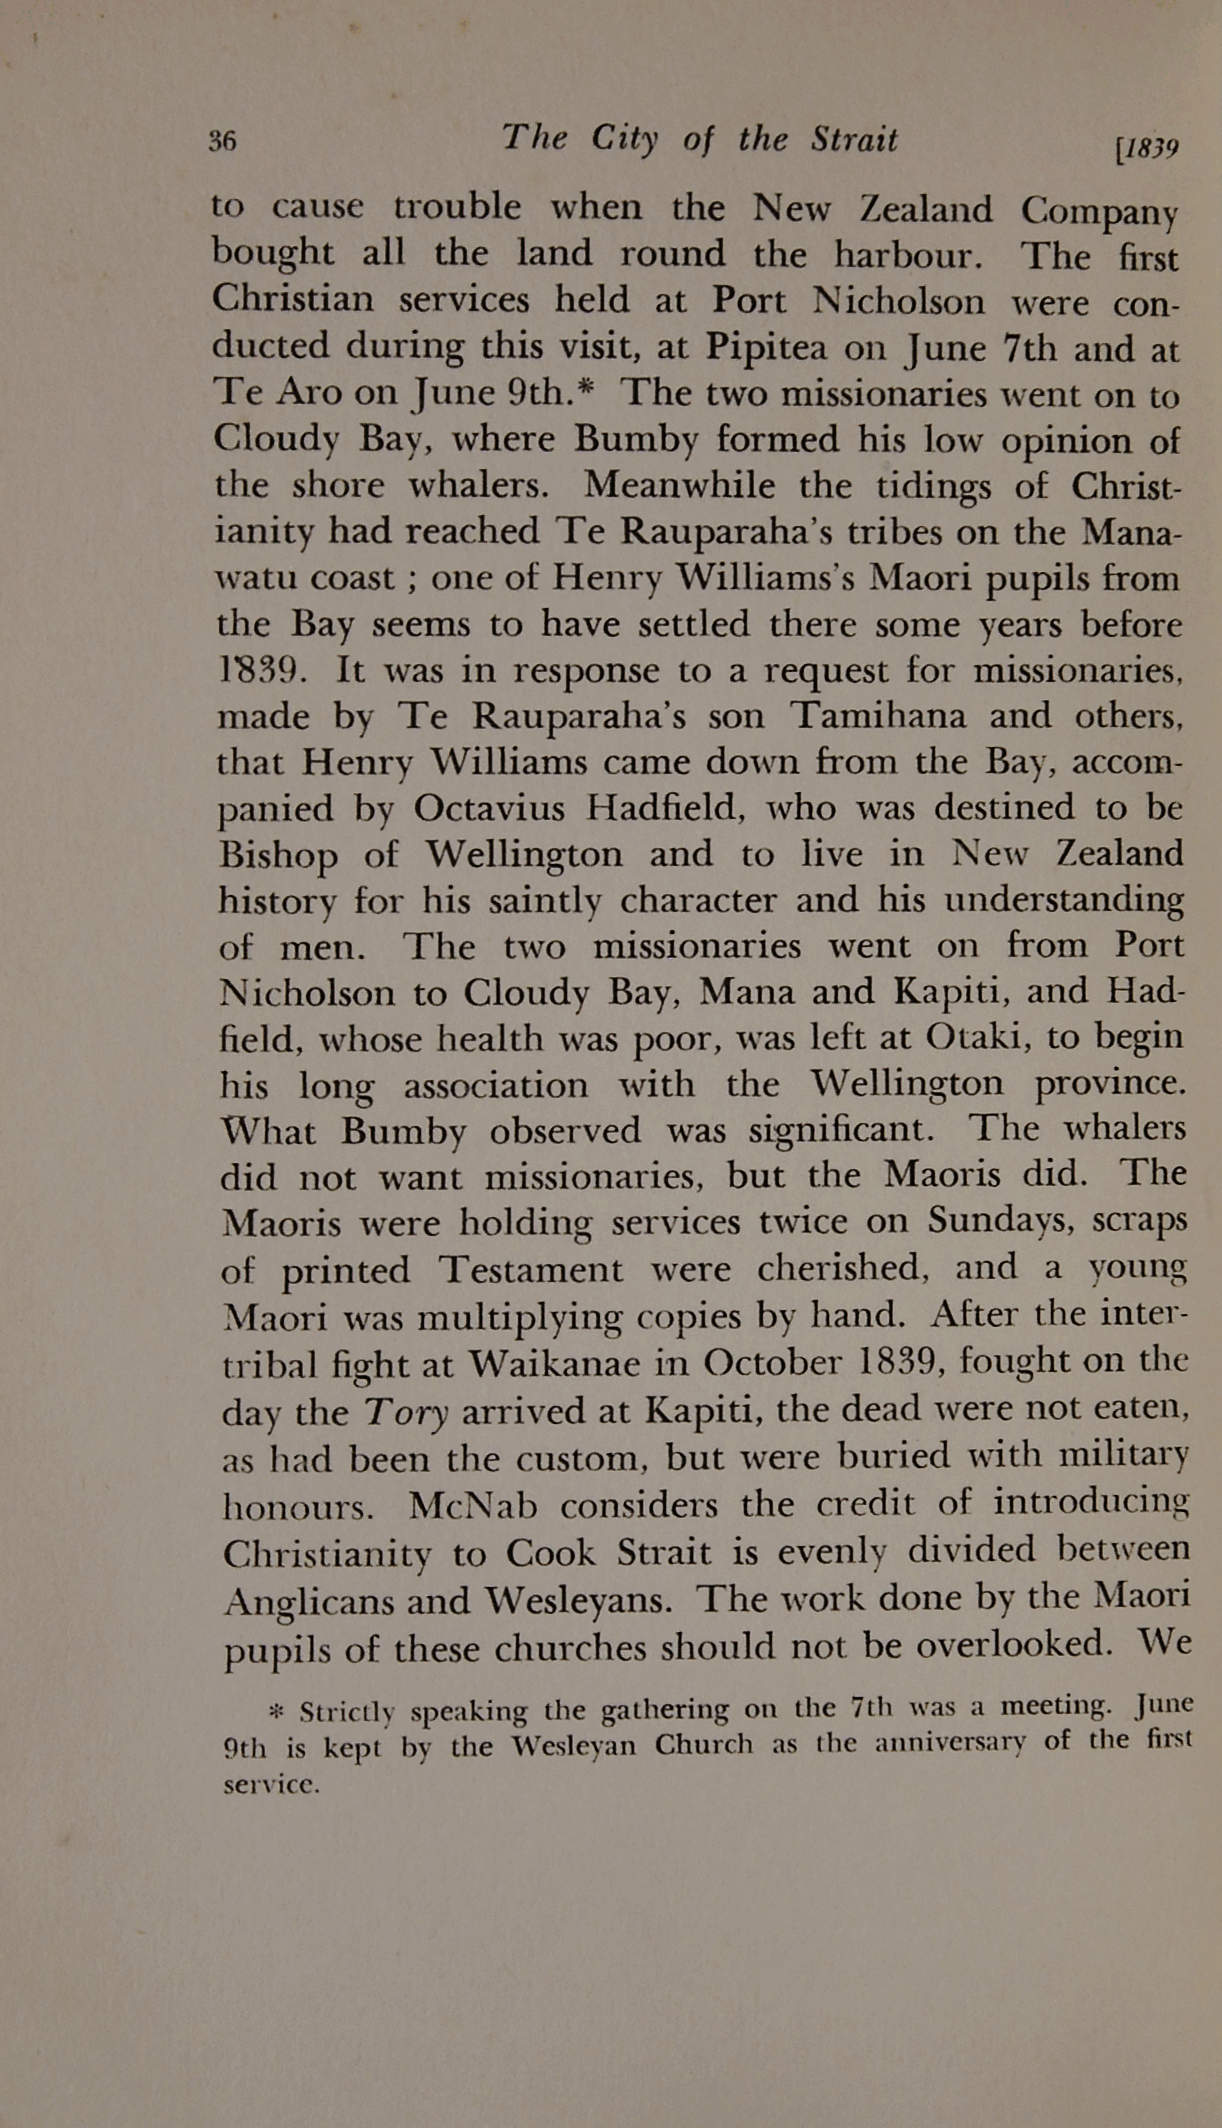 36 The City of the Strait [1839
to cause trouble when the New Zealand Company
bought all the land round the harbour. The first
Christian services held at Port Nicholson were con-
ducted during this visit, at Pipitea on June 7th and at
Te Aro on June 9th.* The two missionaries went on to
Cloudy Bay, where Bumby formed his low opinion of
the shore whalers. Meanwhile the tidings of Christ-
ianity had reached Te Rauparaha's tribes on the Mana-
watu coast ; one of Henry Williams's Maori pupils from
the Bay seems to have settled there some years before
1839. It was in response to a request for missionaries,
made by Te Rauparaha's son Tamihana and others,
that Henry Williams came down from the Bay, accom-
panied by Octavius Hadfield, who was destined to be
Bishop of Wellington and to live in New Zealand
history for his saintly character and his understanding
of men. The two missionaries went on from Port
Nicholson to Cloudy Bay, Mana and Kapiti, and Had-
field, whose health was poor, was left at Otaki, to begin
his long association with the Wellington province.
What Bumby observed was significant. The whalers
did not want missionaries, but the Maoris did. The
Maoris were holding services twice on Sundays, scraps
of printed Testament were cherished, and a young
Maori was multiplying copies by hand. After the inter-
tribal fight at Waikanae in October 1839, fought on the
day the Tory arrived at Kapiti, the dead were not eaten,
as had been the custom, but were buried with military
honours. McNab considers the credit of introducing
Christianity to Cook Strait is evenly divided between
Anglicans and Wesleyans. The work done by the Maori
pupils of these churches should not be overlooked. We
* Strictly speaking the gathering on the 7th was a meeting. June
9th is kept by the Wesleyan Church as the anniversary of the first
service.